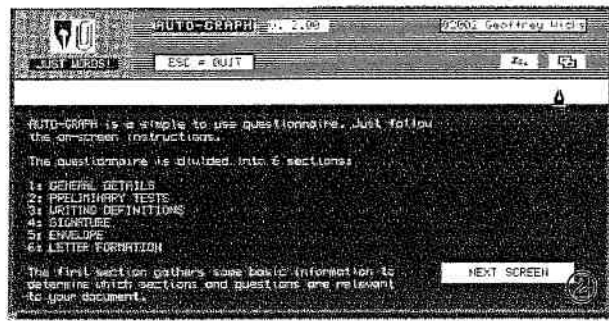 AUTO-GRAPH v. 2.00
JUST WORDS!
ESC = QUIT
AUTO-GRAPH is a simple to use questionnaire. Just follow
the on-screen instructions.
The questionnaire is divided into 6 sections:
1: GENERAL DETAILS
2: PRELIMINARY TESTS
3: WRITING DEFINITIONS
4: SIGNATURE
5: ENVELOPE
6: LETTER FORMATION
The first section gathers some basic information to
determine which sections and questions are relevant
to your document.
NEXT SCREEN